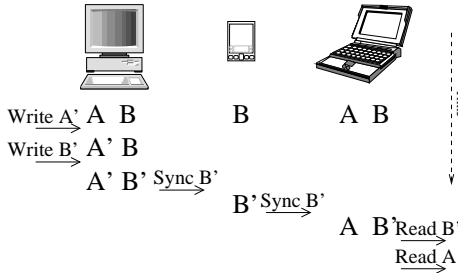 Write A' A B B A B
Write B' A' B
A' B' Sync B'
B' Sync B'
A B' Read B'
Read A